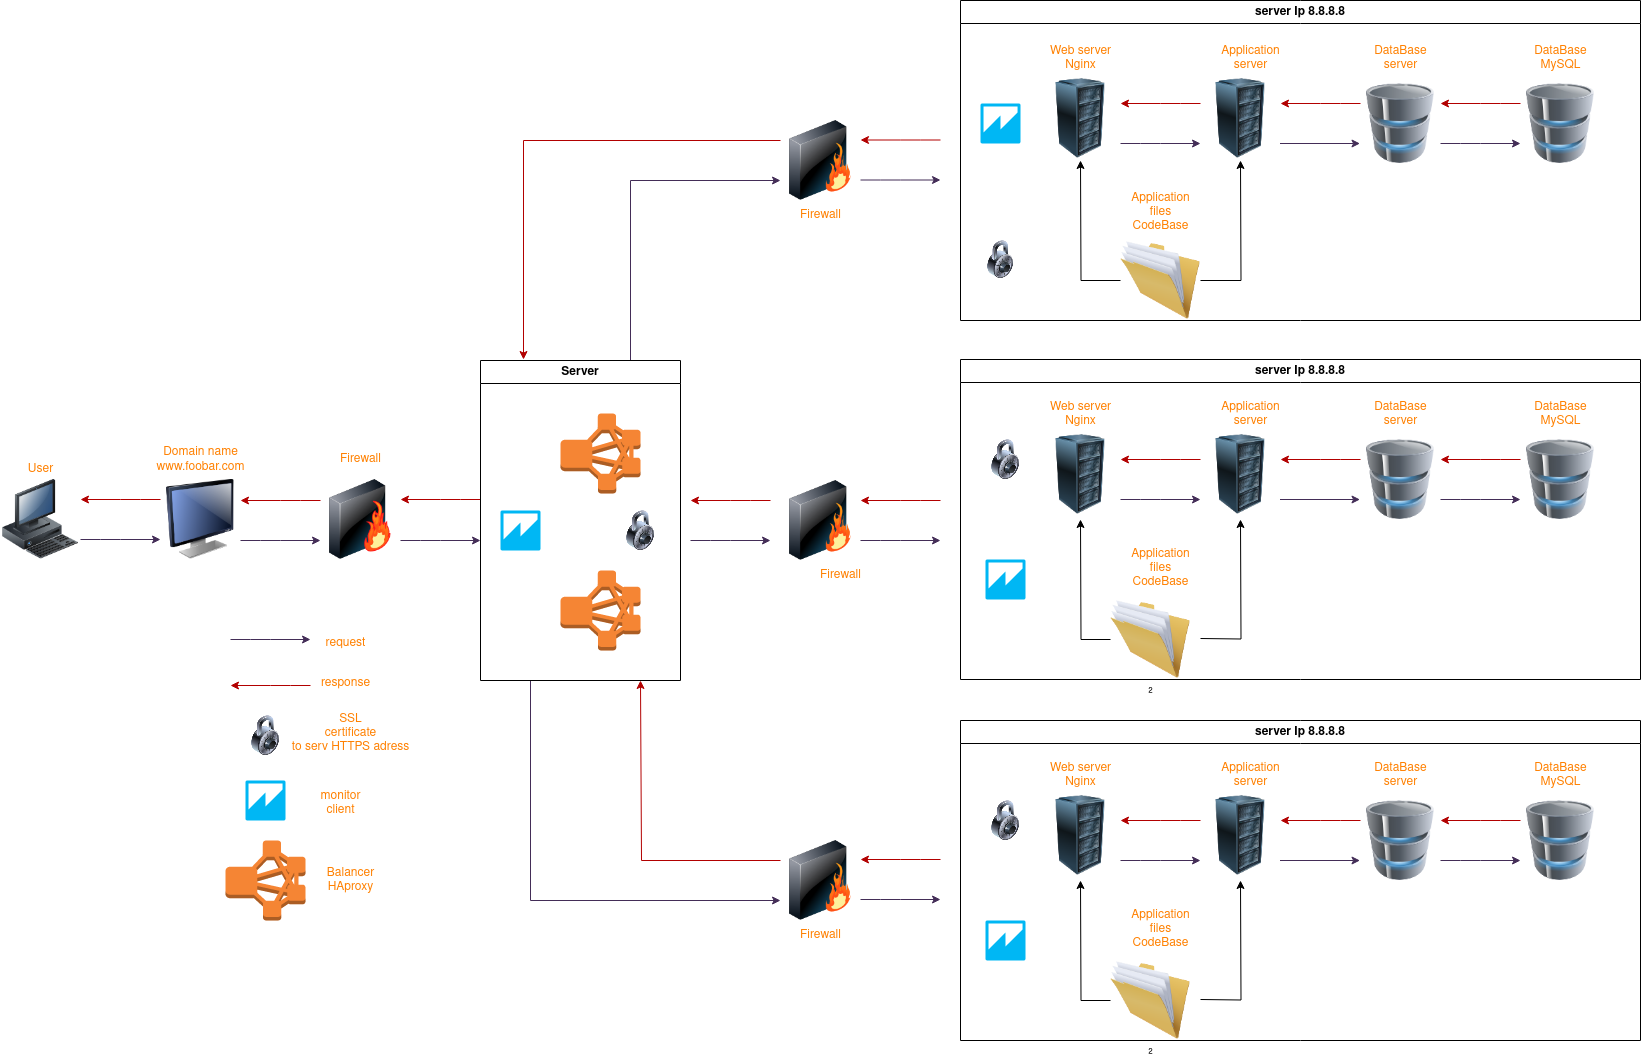 server Ip 8.8.8.8
Web server
Nginx
Application
server
DataBase
server
DataBase
MySQL
Application
files
CodeBase
Firewall
Server
server Ip 8.8.8.8
Web server
Nginx
Application
server
DataBase
server
DataBase
MySQL
Application
files
CodeBase
2
User
Domain name
www.foobar.com
Firewall
Firewall
request
response
SSL
certificate
to serv HTTPS adress
monitor
client
Balancer
HAproxy
server Ip 8.8.8.8
Web server
Nginx
Application
server
DataBase
server
DataBase
MySQL
Application
files
CodeBase
Firewall
2